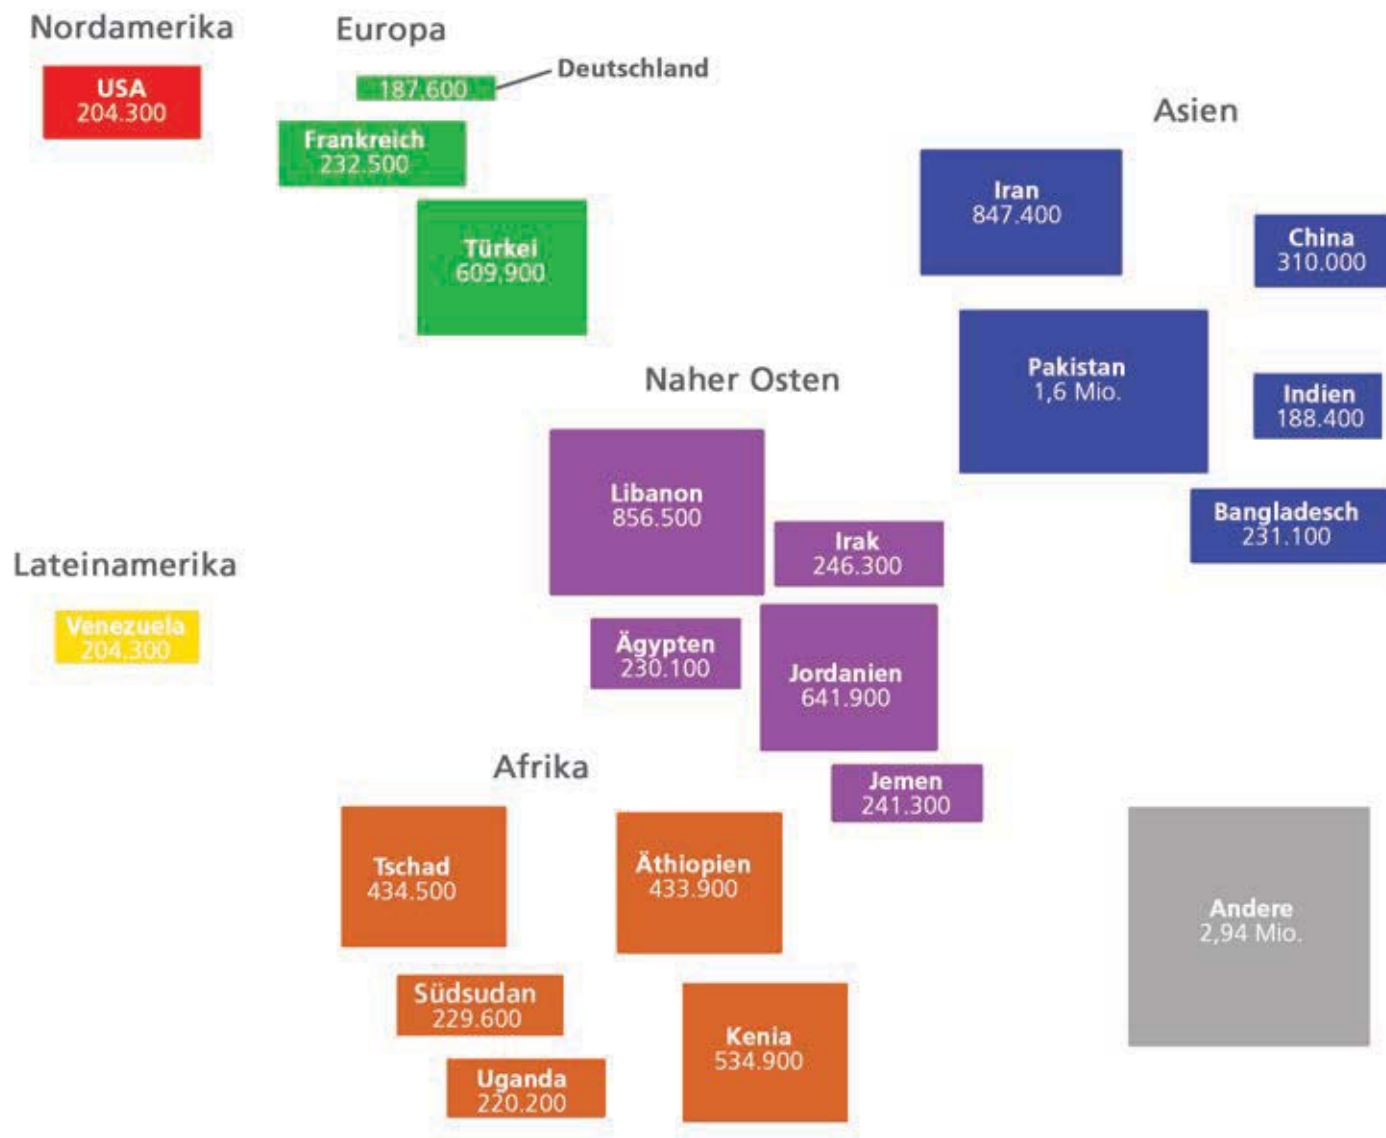 Nordamerika
USA
204.300
Europa
Deutschland
187.600
Frankreich
232.500
Türkei
609.900
Asien
Iran
847.400
China
310.000
Pakistan
1,6 Mio.
Indien
188.400
Bangladesch
231.100
Naher Osten
Libanon
856.500
Irak
246.300
Ägypten
230.100
Jordanien
641.900
Jemen
241.300
Lateinamerika
Venezuela
204.300
Afrika
Tschad
434.500
Äthiopien
433.900
Südsudan
229.600
Kenia
534.900
Uganda
220.200
Andere
2,94 Mio.